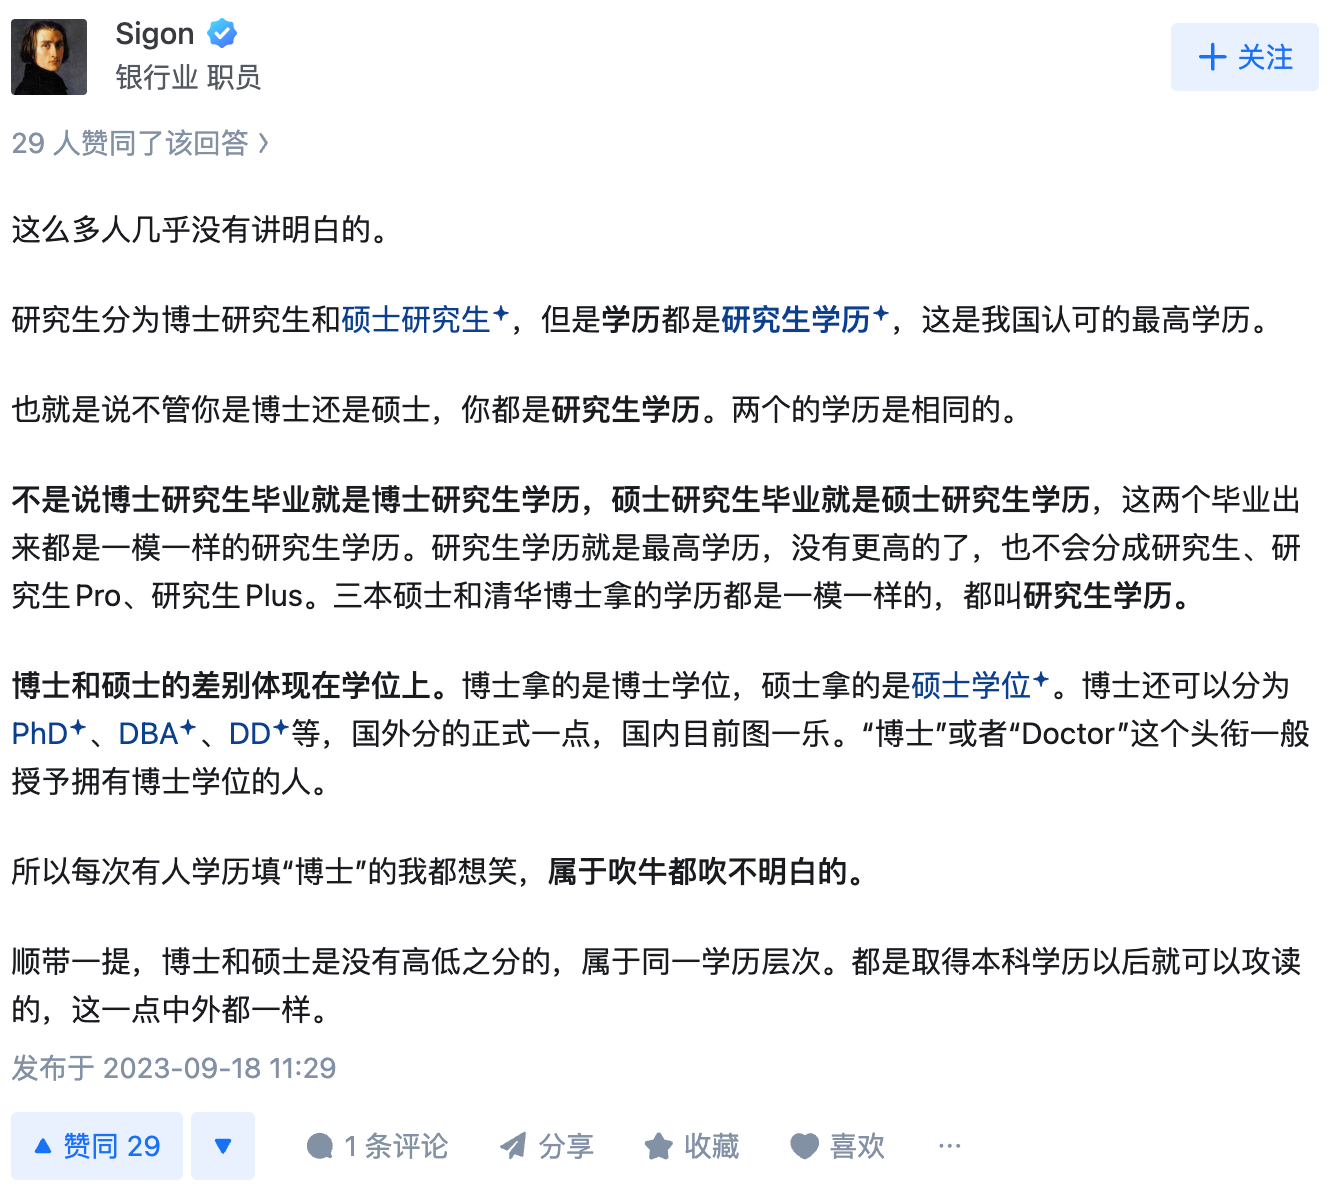 Sigon
银行业 职员
关注
29 人赞同了该回答
这么多人几乎没有讲明白的。
研究生分为博士研究生和硕士研究生，但是学历都是研究生学历，这是我国认可的最高学历。
也就是说不管你是博士还是硕士，你都是研究生学历。两个的学历是相同的。
不是说博士研究生毕业就是博士研究生学历，硕士研究生毕业就是硕士研究生学历，这两个毕业出
来都是一模一样的研究生学历。研究生学历就是最高学历，没有更高的了，也不会分成研究生、研
究生 Pro、研究生 Plus。三本硕士和清华博士拿的学历都是一模一样的，都叫研究生学历。
博士和硕士的差别体现在学位上。博士拿的是博士学位，硕士拿的是硕士学位。博士还可以分为
PhD、DBA、DD等，国外分的正式一点，国内目前图一乐。“博士”或者“Doctor”这个头衔一般
授予拥有博士学位的人。
所以每次有人学历填“博士”的我都想笑，属于吹牛都吹不明白的。
顺带一提，博士和硕士是没有高低之分的，属于同一学历层次。都是取得本科学历以后就可以攻读
的，这一点中外都一样。
发布于 2023-09-18 11:29
赞同 29
1 条评论
分享
收藏
喜欢